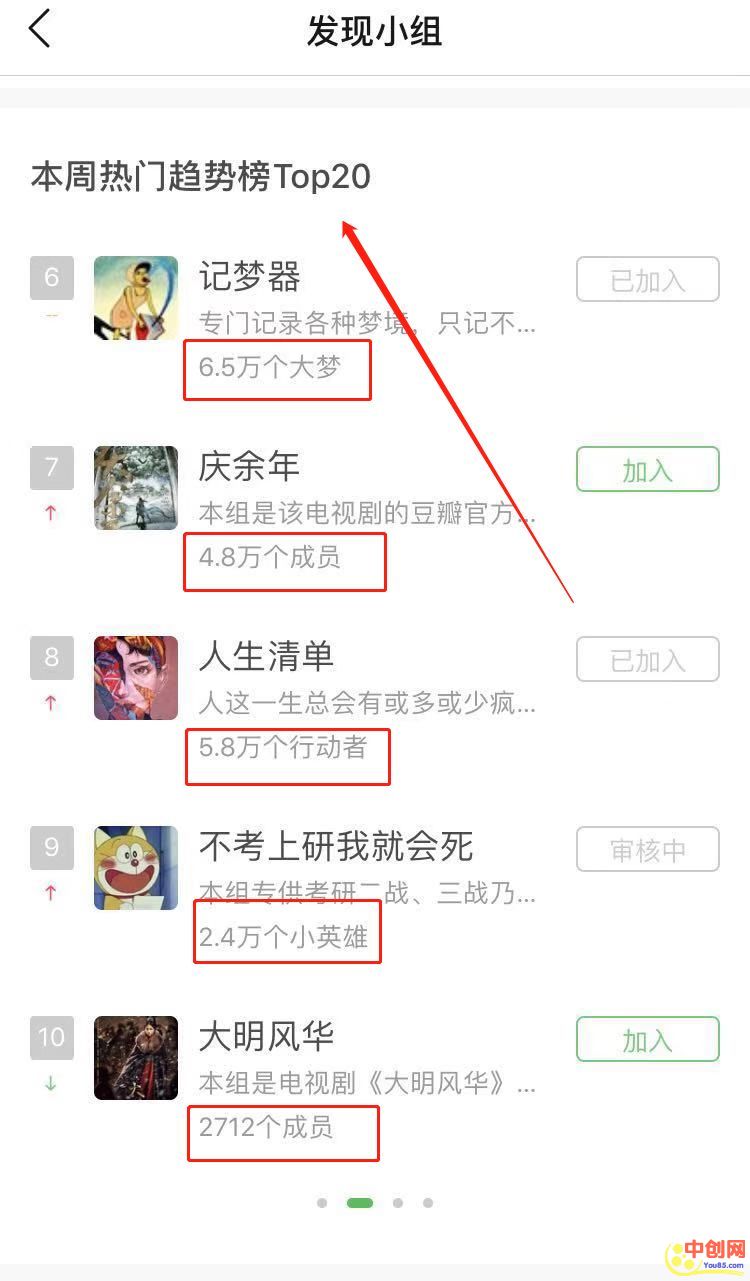 发现小组
本周热门趋势榜Top20
6
记梦器
已加入
--
专门记录各种梦境，只记不...
6.5万个大梦
7
庆余年
加入
↑
本组是该电视剧的豆瓣官方...
4.8万个成员
8
人生清单
已加入
↑
人这一生总会有或多或少疯...
5.8万个行动者
9
不考上研我就会死
审核中
↑
本组专供考研二战、三战乃...
2.4万个小英雄
10
大明风华
加入
↓
本组是电视剧《大明风华》...
2712个成员
中创网
You85.com